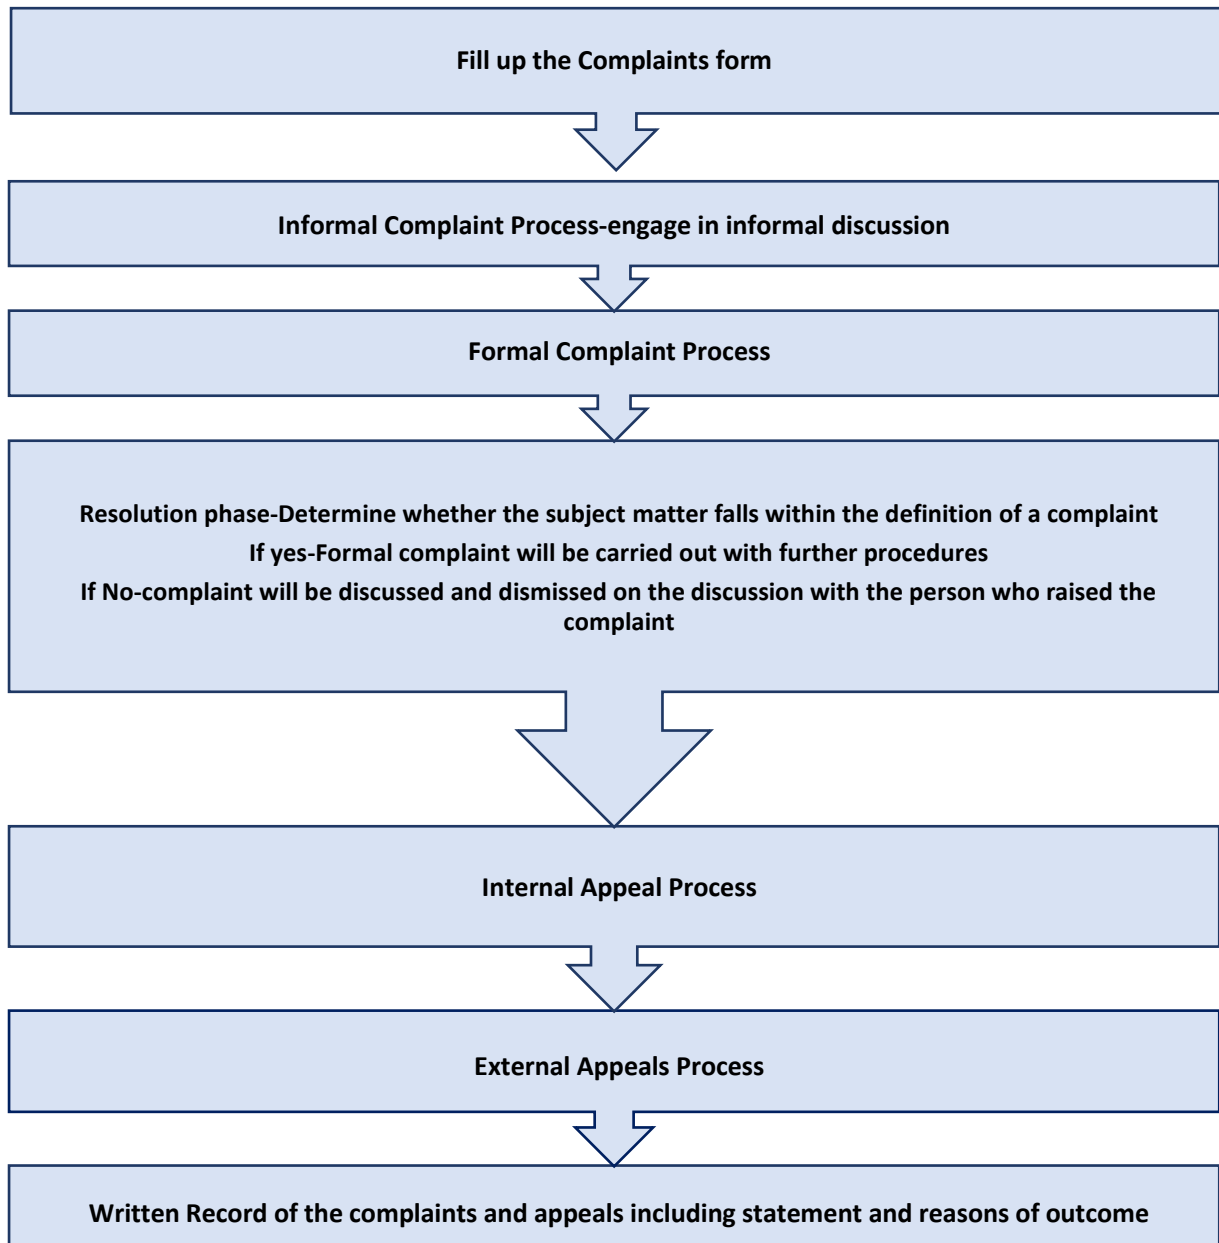 Fill up the Complaints form
Informal Complaint Process-engage in informal discussion
Formal Complaint Process
Resolution phase-Determine whether the subject matter falls within the definition of a complaint
If yes-Formal complaint will be carried out with further procedures
If No-complaint will be discussed and dismissed on the discussion with the person who raised the
complaint
Internal Appeal Process
External Appeals Process
Written Record of the complaints and appeals including statement and reasons of outcome